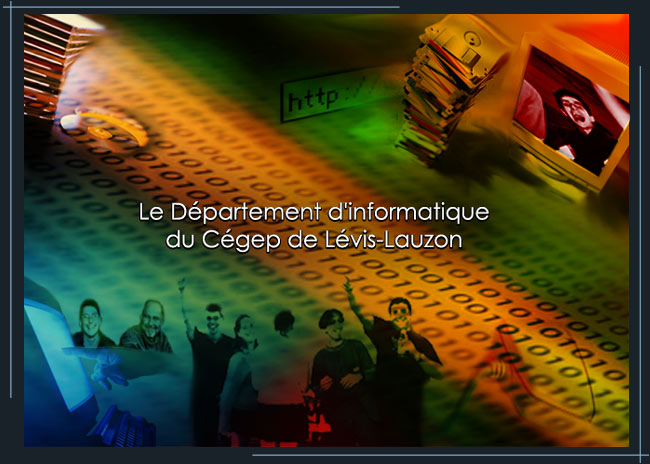 http://
Le Département d'informatique
du Cégep de Lévis-Lauzon